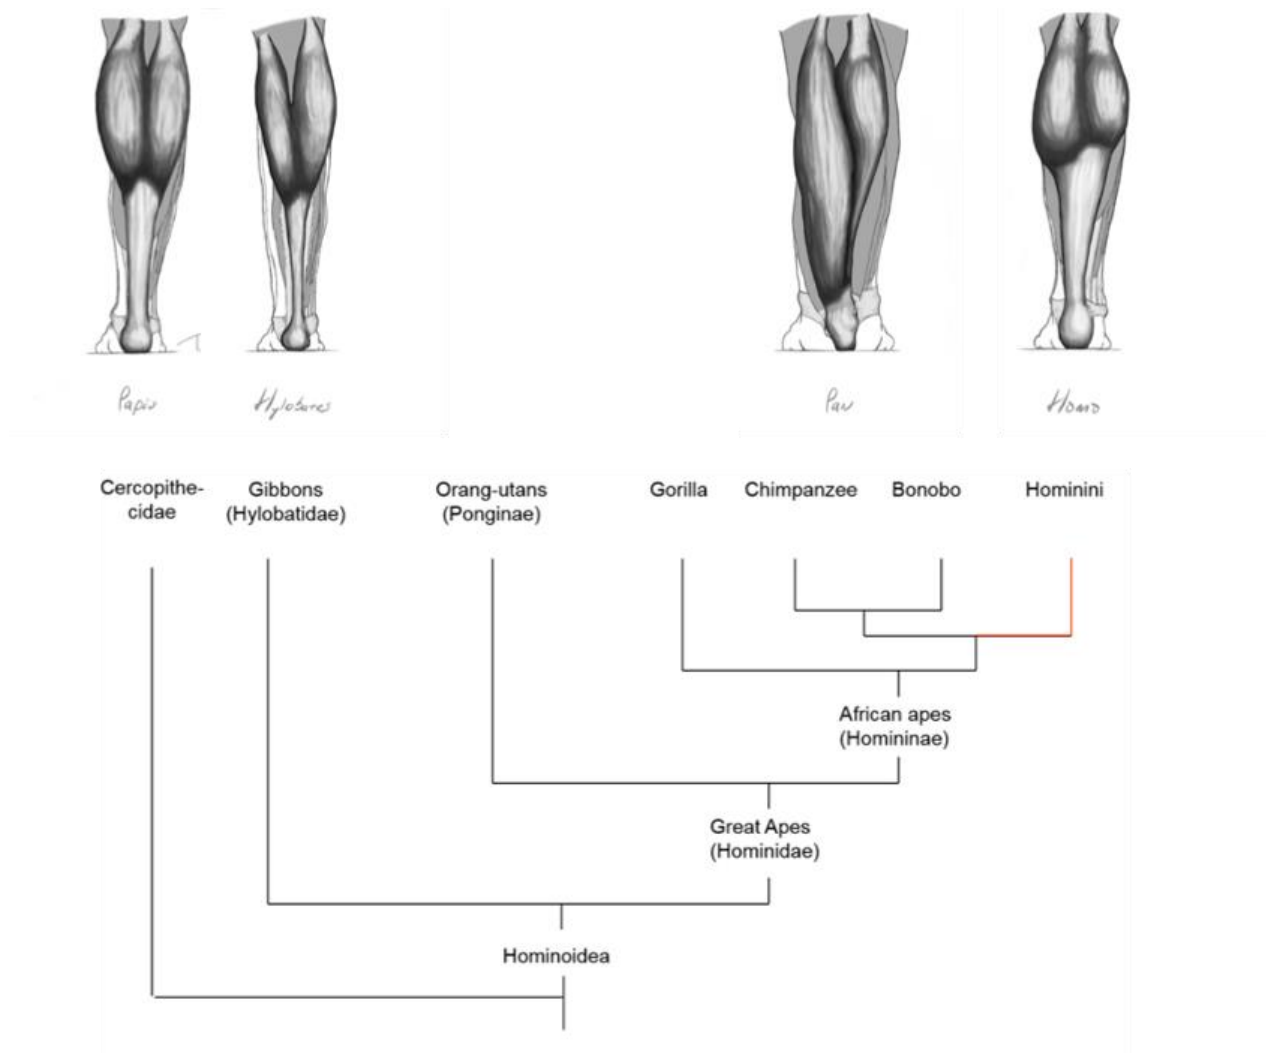 Papio
Hylobates
Pan
Homo
Cercopithe-
cidae
Gibbons
(Hylobatidae)
Orang-utans
(Ponginae)
Gorilla
Chimpanzee
Bonobo
Hominini
African apes
(Homininae)
Great Apes
(Hominidae)
Hominoidea